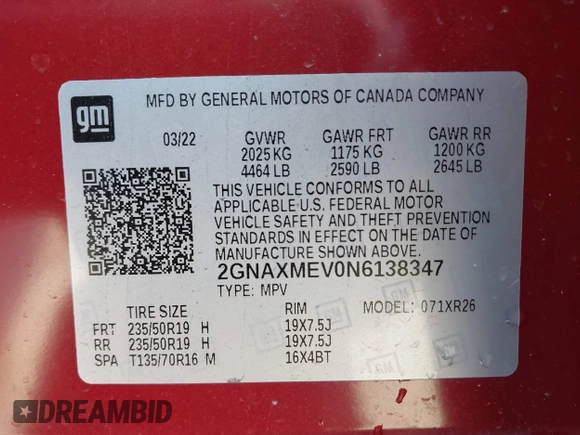 gm
MFD BY GENERAL MOTORS OF CANADA COMPANY
03/22 GVWR GAWR FRT GAWR RR
2025 KG 1175 KG 1200 KG
4464 LB 2590 LB 2645 LB
THIS VEHICLE CONFORMS TO ALL
APPLICABLE U.S. FEDERAL MOTOR
VEHICLE SAFETY AND THEFT PREVENTION
STANDARDS IN EFFECT ON THE DATE OF
MANUFACTURE SHOWN ABOVE.
2GNAXMEV0N6138347
TYPE: MPV
TIRE SIZE RIM MODEL: 071XR26
FRT 235/50R19 H 19X7.5J
RR 235/50R19 H 19X7.5J
SPA T135/70R16 M 16X4BT
GM
GM
DREAMBID